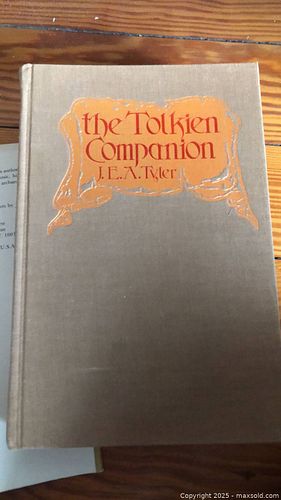 the Tolkien
Companion
J. E. A. Tyler
U.S.A
Copyright © 2025 - maxsold.com